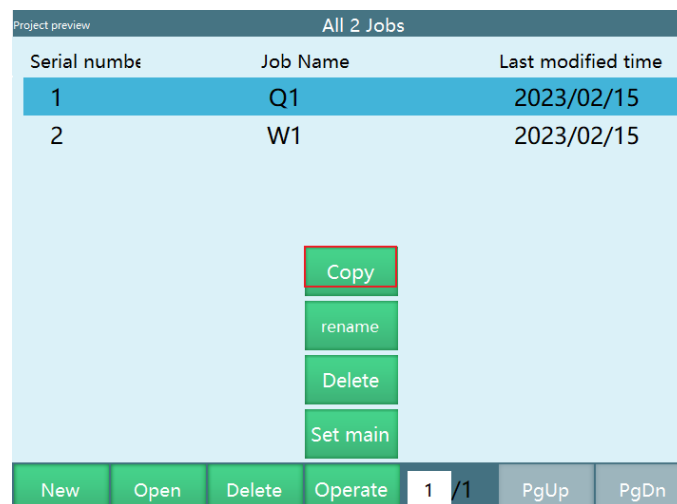 Project preview All 2 Jobs
Serial numbe Job Name Last modified time
1 Q1 2023/02/15
2 W1 2023/02/15
Copy
rename
Delete
Set main
New Open Delete Operate 1 /1 PgUp PgDn